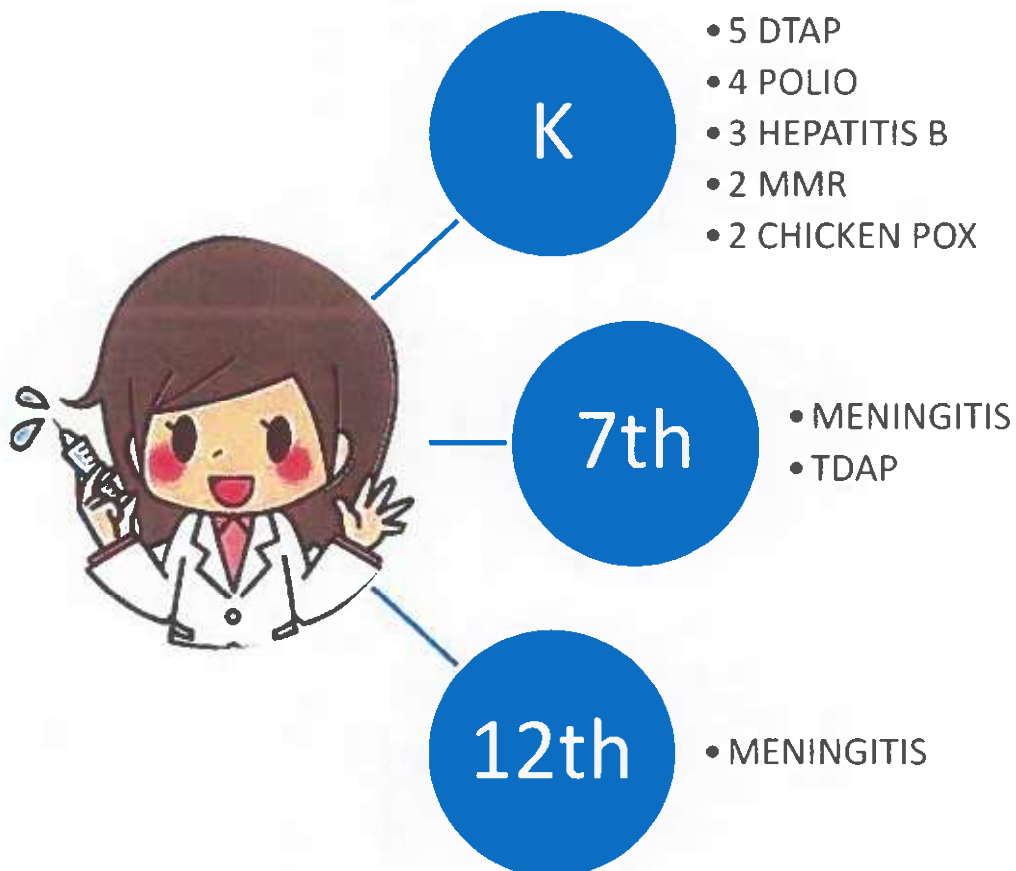 K
• 5 DTAP
• 4 POLIO
• 3 HEPATITIS B
• 2 MMR
• 2 CHICKEN POX
7th
• MENINGITIS
• TDAP
12th
• MENINGITIS